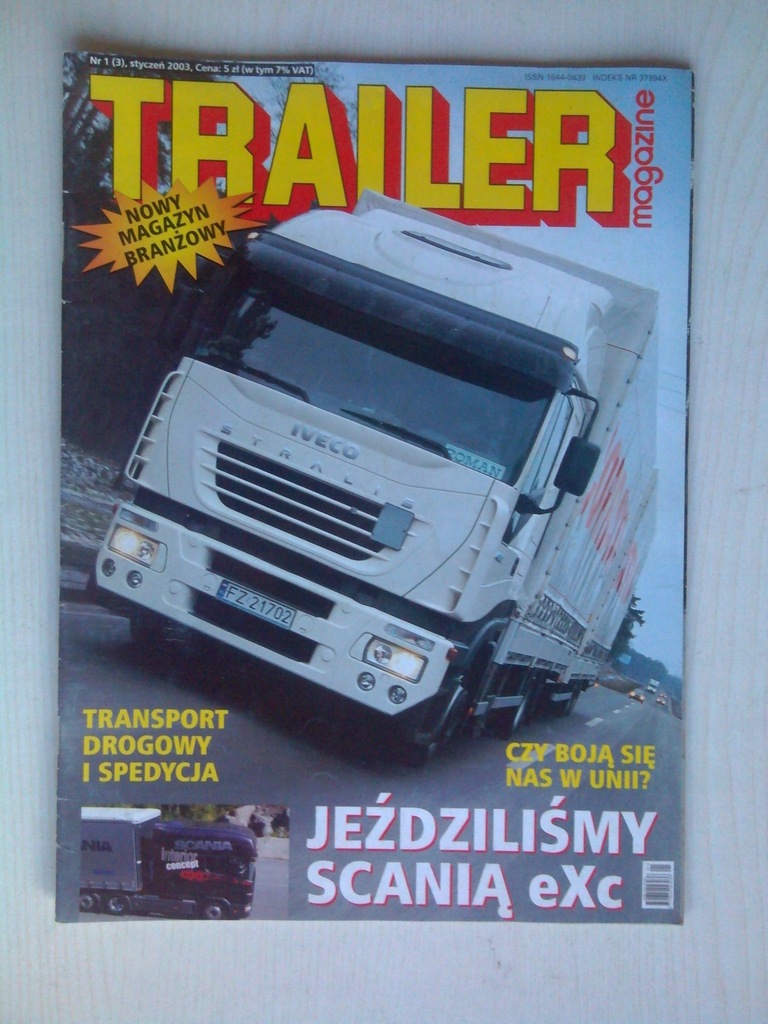 Nr 1 (3), styczeń 2003, Cena: 5 zł (w tym 7% VAT)
ISSN 1644-0439 INDEKS NR 37994X
TRAILER
magazine
NOWY
MAGAZYN
BRANŻOWY
IVECO
STRALIS
ROMAN
FZ 21702
TRANSPORT
DROGOWY
I SPEDYCJA
CZY BOJĄ SIĘ
NAS W UNII?
JEŹDZILIŚMY
SCANIĄ eXc
SCANIA
Interior
concept